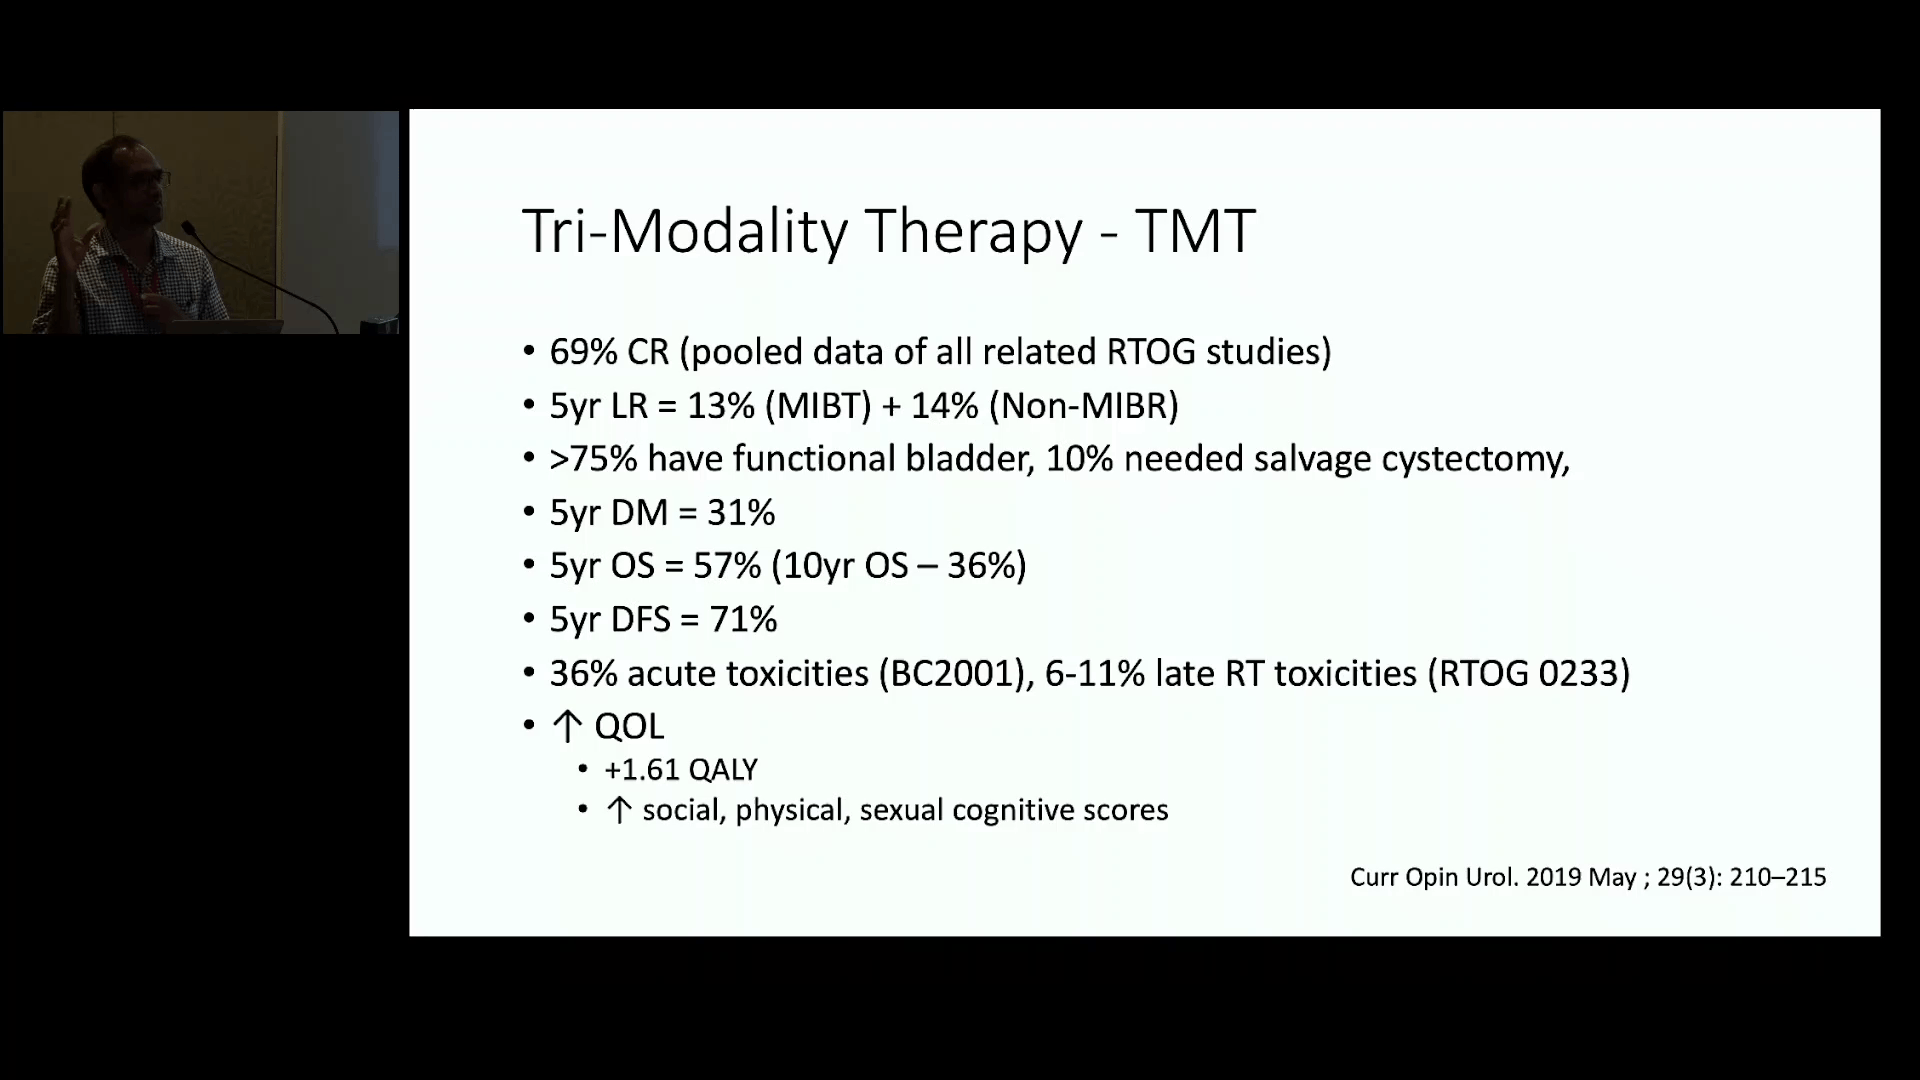 Tri-Modality Therapy - TMT
• 69% CR (pooled data of all related RTOG studies)
• 5yr LR = 13% (MIBT) + 14% (Non-MIBR)
• >75% have functional bladder, 10% needed salvage cystectomy,
• 5yr DM = 31%
• 5yr OS = 57% (10yr OS – 36%)
• 5yr DFS = 71%
• 36% acute toxicities (BC2001), 6-11% late RT toxicities (RTOG 0233)
• ↑ QOL
• +1.61 QALY
• ↑ social, physical, sexual cognitive scores
Curr Opin Urol. 2019 May ; 29(3): 210–215